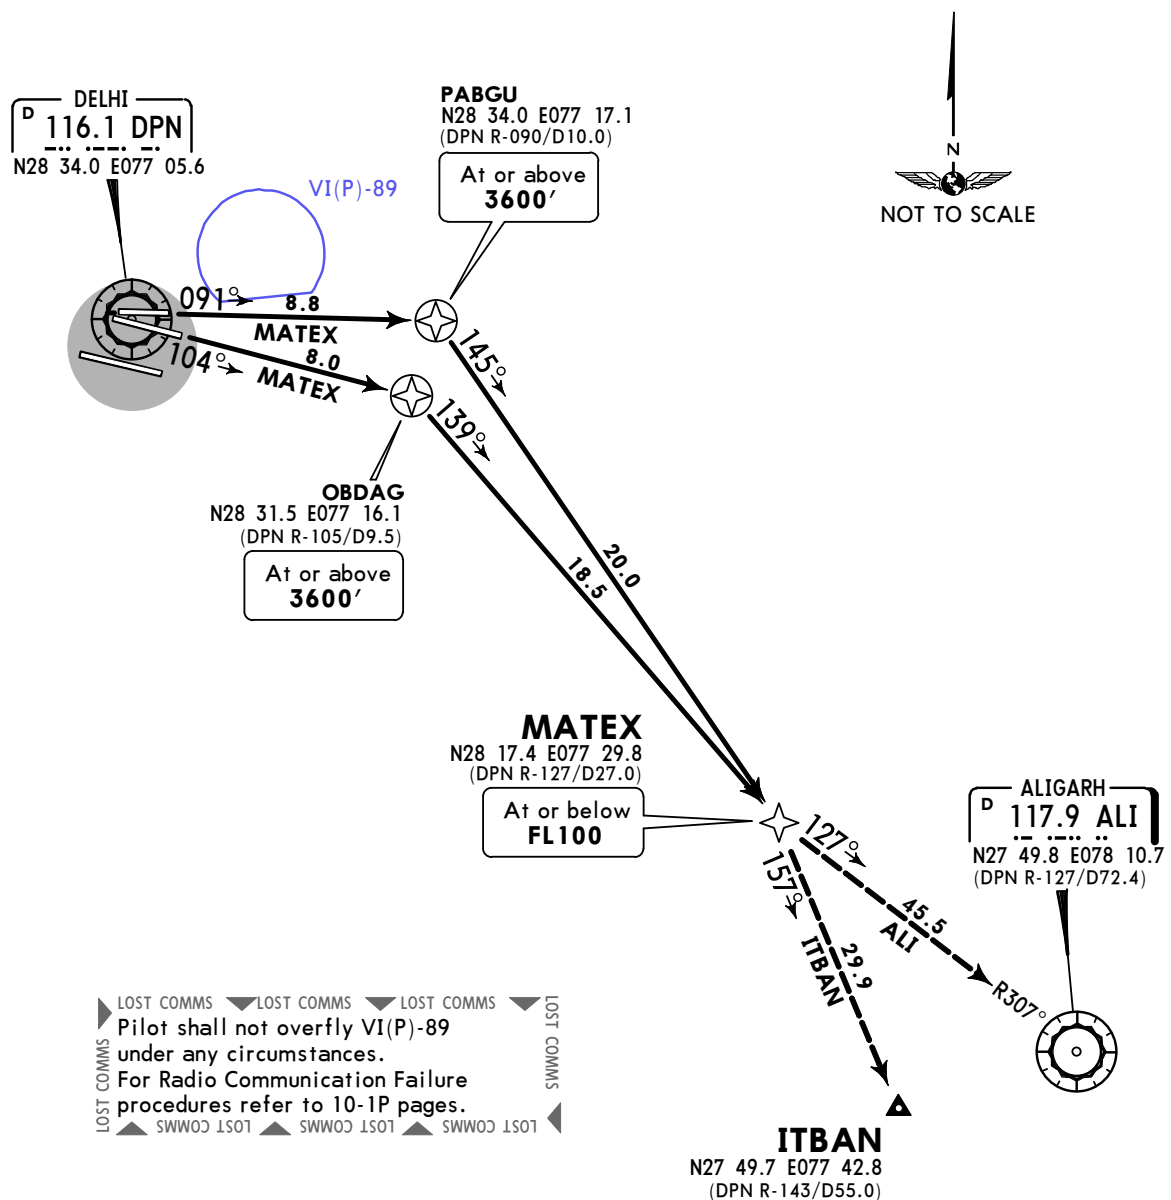 DELHI
D
116.1 DPN
N28 34.0 E077 05.6
PABGU
N28 34.0 E077 17.1
(DPN R-090/D10.0)
At or above
3600'
N
NOT TO SCALE
VI(P)-89
091°
8.8
MATEX
104°
8.0
MATEX
145°
139°
OBDAG
N28 31.5 E077 16.1
(DPN R-105/D9.5)
At or above
3600'
20.0
18.5
MATEX
N28 17.4 E077 29.8
(DPN R-127/D27.0)
At or below
FL100
ALIGARH
D
117.9 ALI
N27 49.8 E078 10.7
(DPN R-127/D72.4)
127°
45.5
ALI
R307°
157°
29.9
ITBAN
LOST COMMS LOST COMMS LOST COMMS
LOST COMMS
LOST COMMS
Pilot shall not overfly VI(P)-89
under any circumstances.
For Radio Communication Failure
procedures refer to 10-1P pages.
LOST COMMS LOST COMMS LOST COMMS
ITBAN
N27 49.7 E077 42.8
(DPN R-143/D55.0)